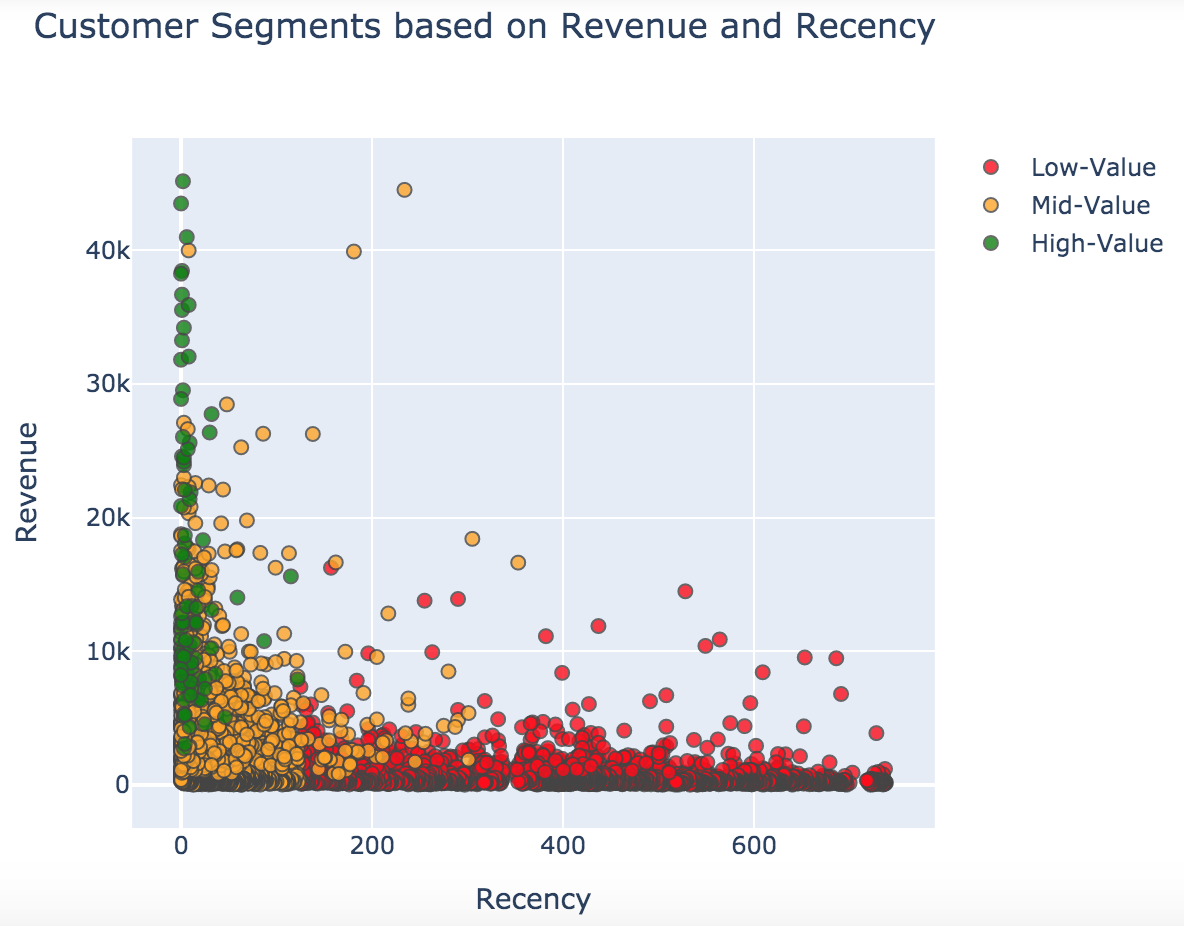 Customer Segments based on Revenue and Recency
Low-Value
Mid-Value
High-Value
40k
30k
20k
10k
0
Revenue
0 200 400 600
Recency